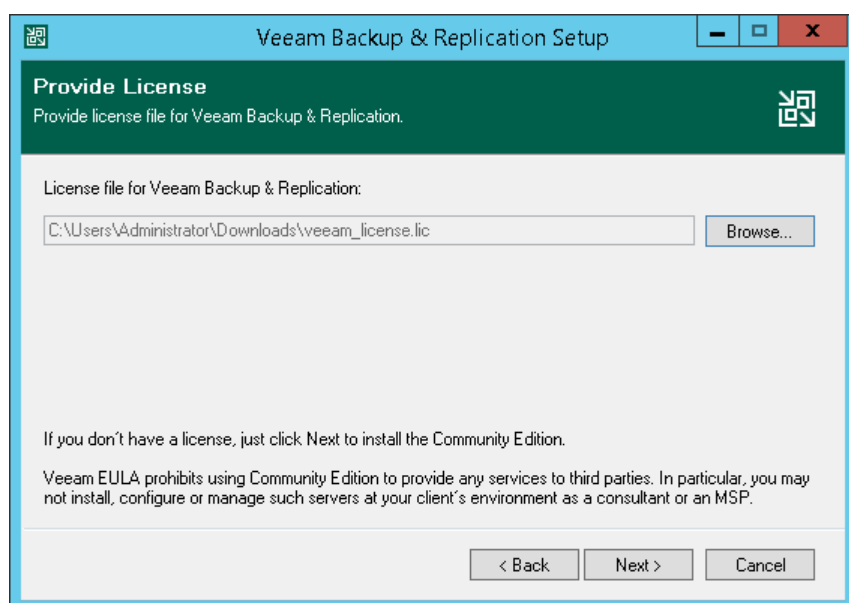 Veeam Backup & Replication Setup
Provide License
Provide license file for Veeam Backup & Replication.
License file for Veeam Backup & Replication:
C:\Users\Administrator\Downloads\veeam_license.lic
Browse...
If you don´t have a license, just click Next to install the Community Edition.
Veeam EULA prohibits using Community Edition to provide any services to third parties. In particular, you may
not install, configure or manage such servers at your client´s environment as a consultant or an MSP.
< Back
Next >
Cancel